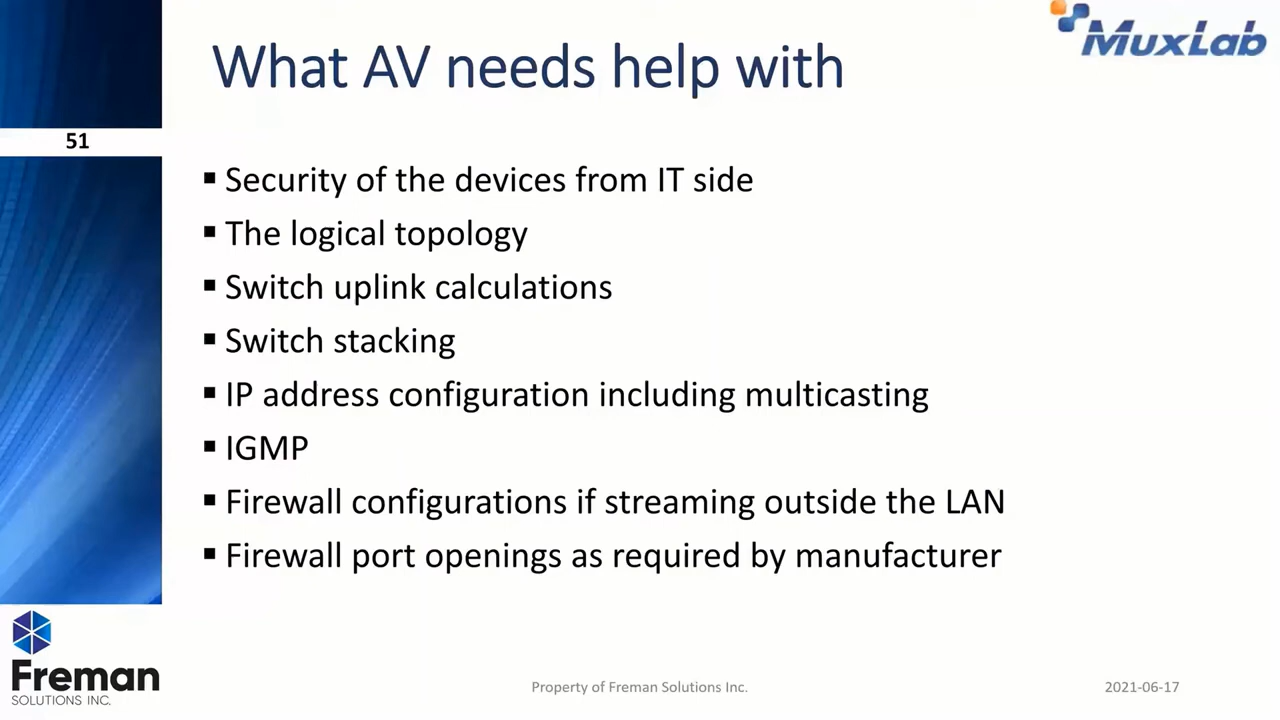 MuxLab
What AV needs help with
51
▪ Security of the devices from IT side
▪ The logical topology
▪ Switch uplink calculations
▪ Switch stacking
▪ IP address configuration including multicasting
▪ IGMP
▪ Firewall configurations if streaming outside the LAN
▪ Firewall port openings as required by manufacturer
Freman
SOLUTIONS INC.
Property of Freman Solutions Inc.
2021-06-17